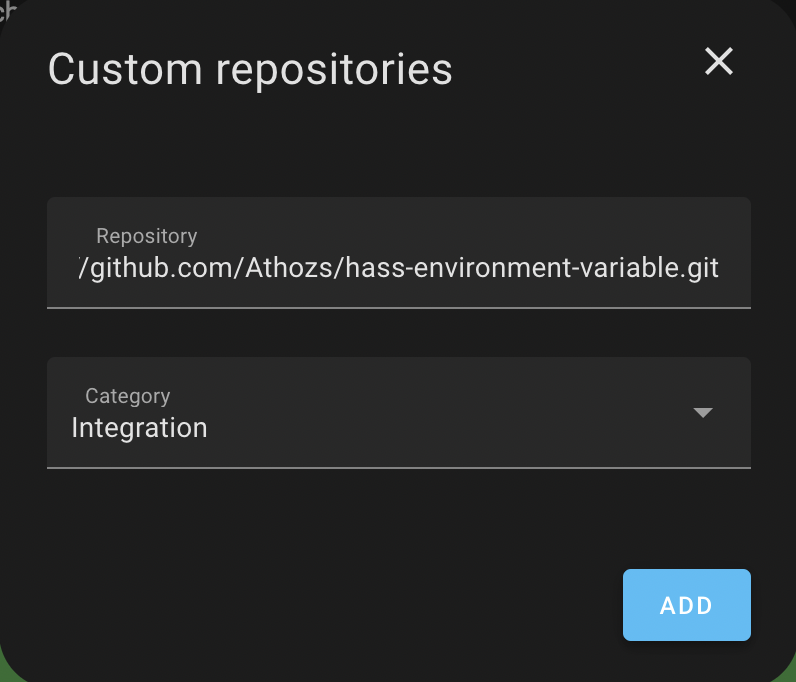 Custom repositories
Repository
/github.com/Athozs/hass-environment-variable.git
Category
Integration
ADD